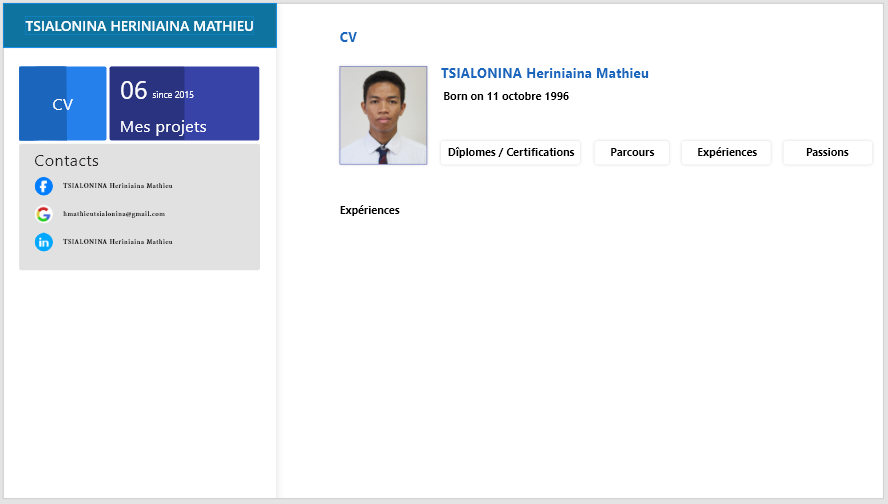 TSIALONINA HERINIAINA MATHIEU
CV
06 since 2015
Mes projets
Contacts
TSIALONINA Heriniaina Mathieu
hmathieutsialonina@gmail.com
TSIALONINA Heriniaina Mathieu
CV
TSIALONINA Heriniaina Mathieu
Born on 11 octobre 1996
Dîplomes / Certifications Parcours Expériences Passions
Expériences